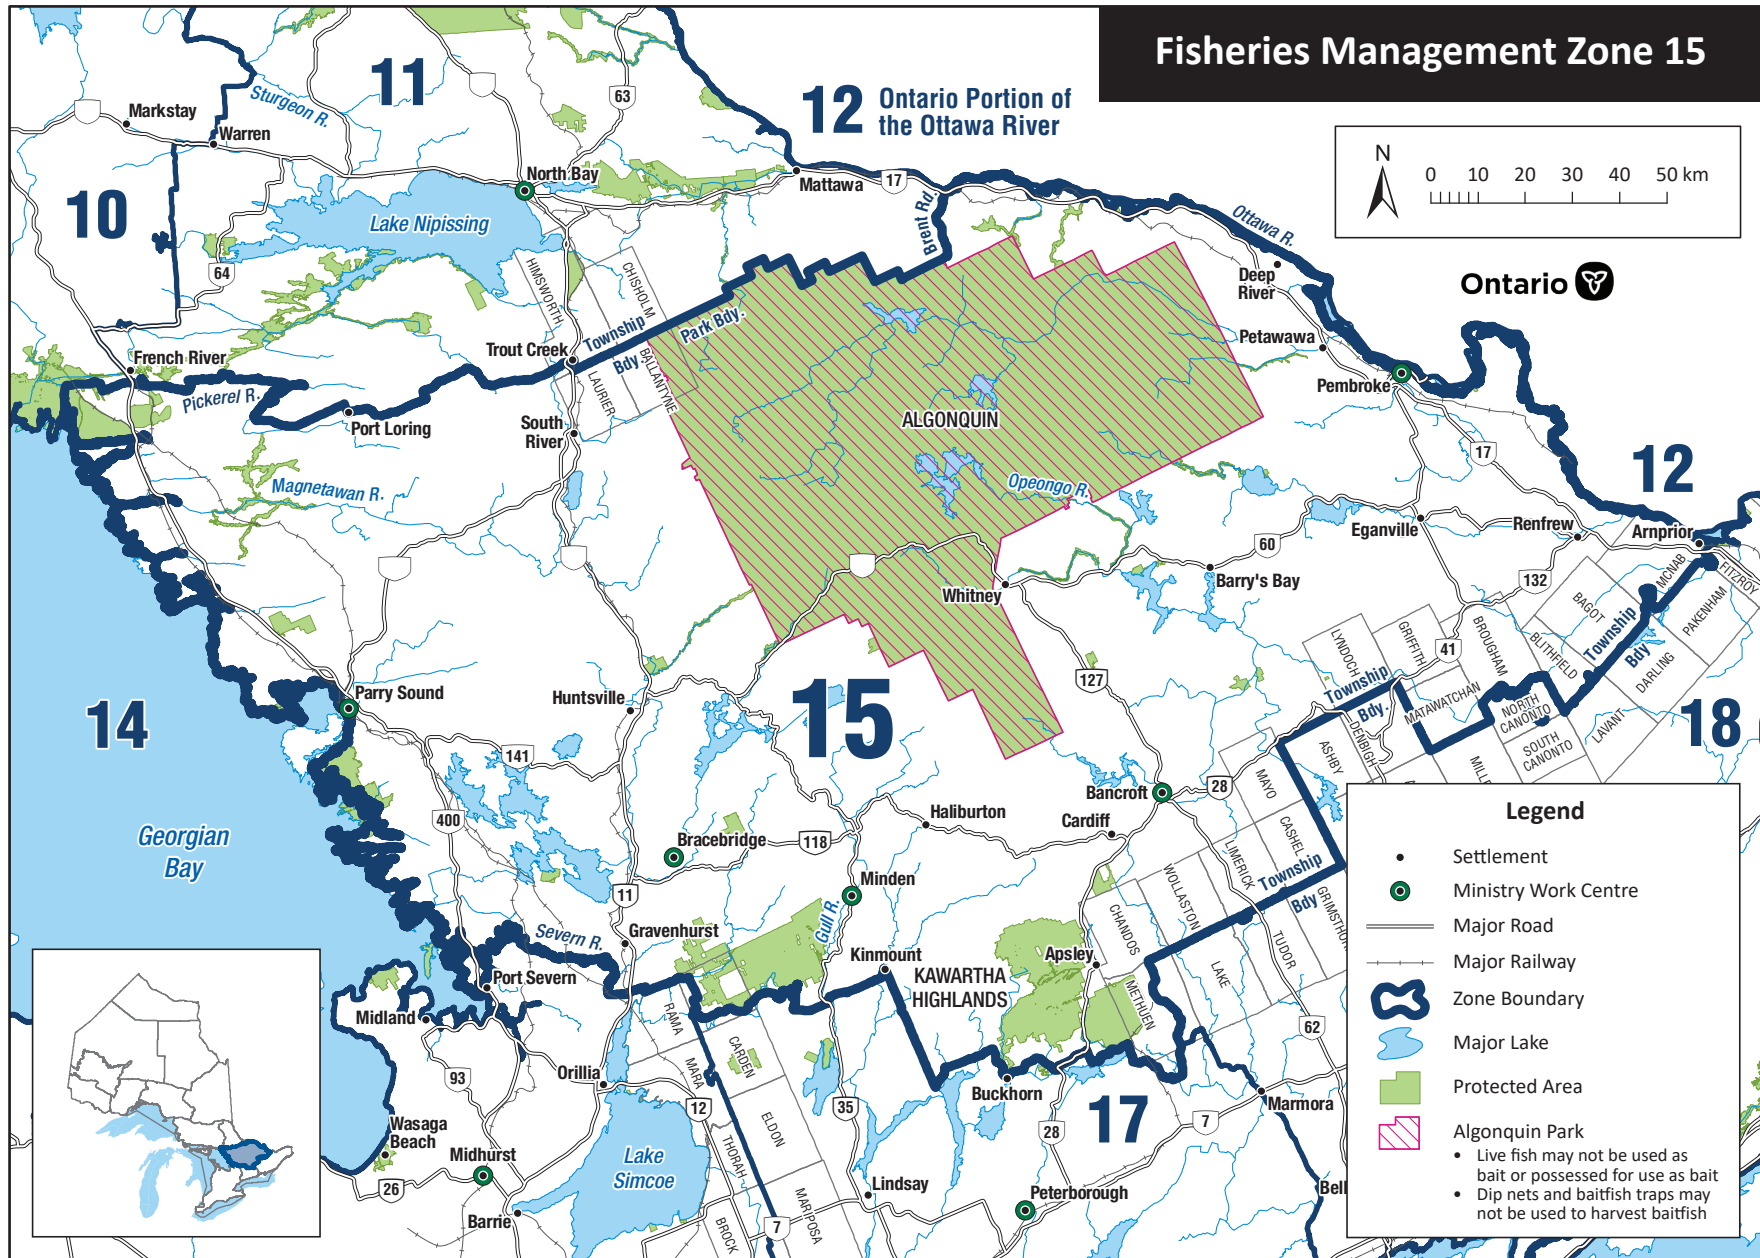 Fisheries Management Zone 15
N
0 10 20 30 40 50 km
Ontario
11
63
12 Ontario Portion of
the Ottawa River
Markstay
Sturgeon R.
Warren
North Bay
Mattawa
17
10
Lake Nipissing
Brent Rd.
Ottawa R.
64
HIMSWORTH
CHISHOLM
Deep
River
Township
Bdy.
Park Bdy.
Petawawa
French River
Trout Creek
BALLANTYNE
LAURIER
Pembroke
Pickerel R.
Port Loring
South
River
ALGONQUIN
17
12
Magnetawan R.
Opeongo R.
Eganville
Renfrew
Arnprior
60
Barry's Bay
132
MCNAB
FITZROY
Whitney
BAGOT
PAKENHAM
Township
Bdy
LYNDOCH
GRIFFITH
41
BROUGHAM
BLITHFIELD
DARLING
Parry Sound
Huntsville
15
127
Township
Bdy.
MATAWATCHAN
NORTH
CANONTO
LAVANT
18
14
141
DENBIGH
ASHBY
SOUTH
CANONTO
MILL
Georgian
Bay
400
Bancroft
28
MAYO
Haliburton
Cardiff
CASHEL
Bracebridge
118
LIMERICK
Township
Bdy
Minden
11
WOLLASTON
GRIMSTHOR
Gull R.
Severn R.
Gravenhurst
CHANDOS
TUDOR
Kinmount
KAWARTHA
HIGHLANDS
Apsley
LAKE
Port Severn
METHUEN
Midland
RAMA
62
CARDEN
MARA
Orillia
93
Buckhorn
Marmora
12
35
17
7
28
Wasaga
Beach
ELDON
THORAH
Midhurst
Lake
Simcoe
26
Lindsay
Peterborough
Bell
Barrie
BROCK
7
MARIPOSA
Legend
Settlement
Ministry Work Centre
Major Road
Major Railway
Zone Boundary
Major Lake
Protected Area
Algonquin Park
• Live fish may not be used as
bait or possessed for use as bait
• Dip nets and baitfish traps may
not be used to harvest baitfish